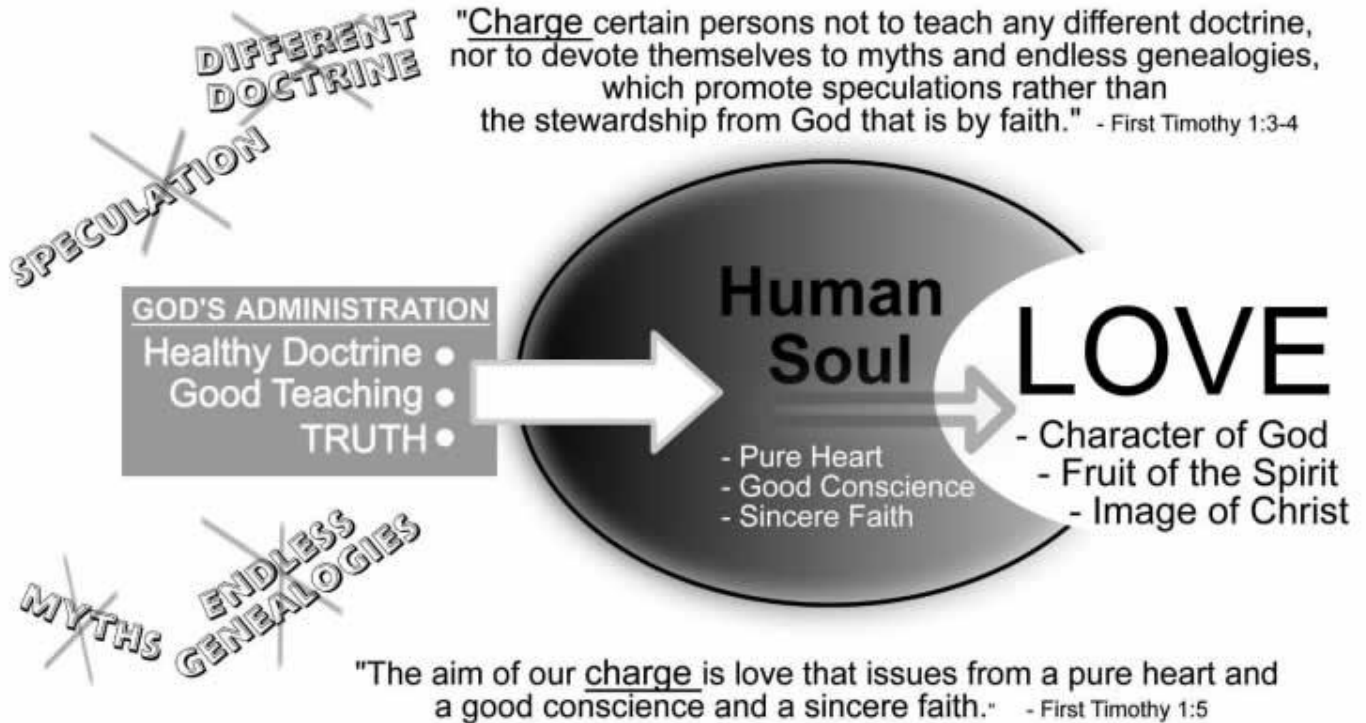 DIFFERENT
DOCTRINE
"Charge certain persons not to teach any different doctrine,
nor to devote themselves to myths and endless genealogies,
which promote speculations rather than
the stewardship from God that is by faith." - First Timothy 1:3-4
SPECULATION
GOD'S ADMINISTRATION
Healthy Doctrine •
Good Teaching •
TRUTH •
Human
Soul
- Pure Heart
- Good Conscience
- Sincere Faith
LOVE
- Character of God
- Fruit of the Spirit
- Image of Christ
MYTHS
ENDLESS
GENEALOGIES
"The aim of our charge is love that issues from a pure heart and
a good conscience and a sincere faith." - First Timothy 1:5